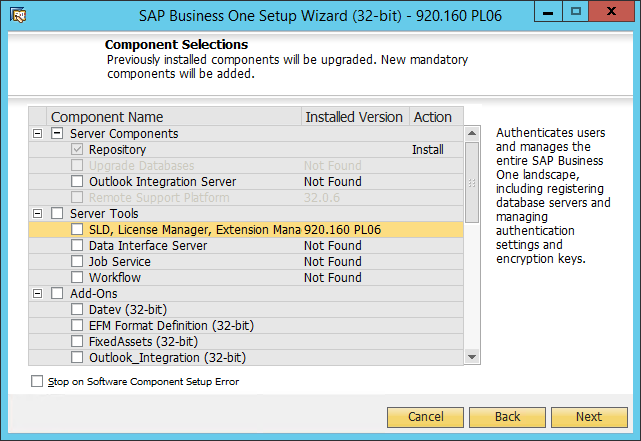 SAP Business One Setup Wizard (32-bit) - 920.160 PL06
Component Selections
Previously installed components will be upgraded. New mandatory
components will be added.
Component Name Installed Version Action
Server Components
Repository Install
Upgrade Databases Not Found
Outlook Integration Server Not Found
Remote Support Platform 32.0.6
Server Tools
SLD, License Manager, Extension Mana 920.160 PL06
Data Interface Server Not Found
Job Service Not Found
Workflow Not Found
Add-Ons
Datev (32-bit)
EFM Format Definition (32-bit)
FixedAssets (32-bit)
Outlook_Integration (32-bit)
Authenticates users
and manages the
entire SAP Business
One landscape,
including registering
database servers and
managing
authentication
settings and
encryption keys.
Stop on Software Component Setup Error
Cancel Back Next